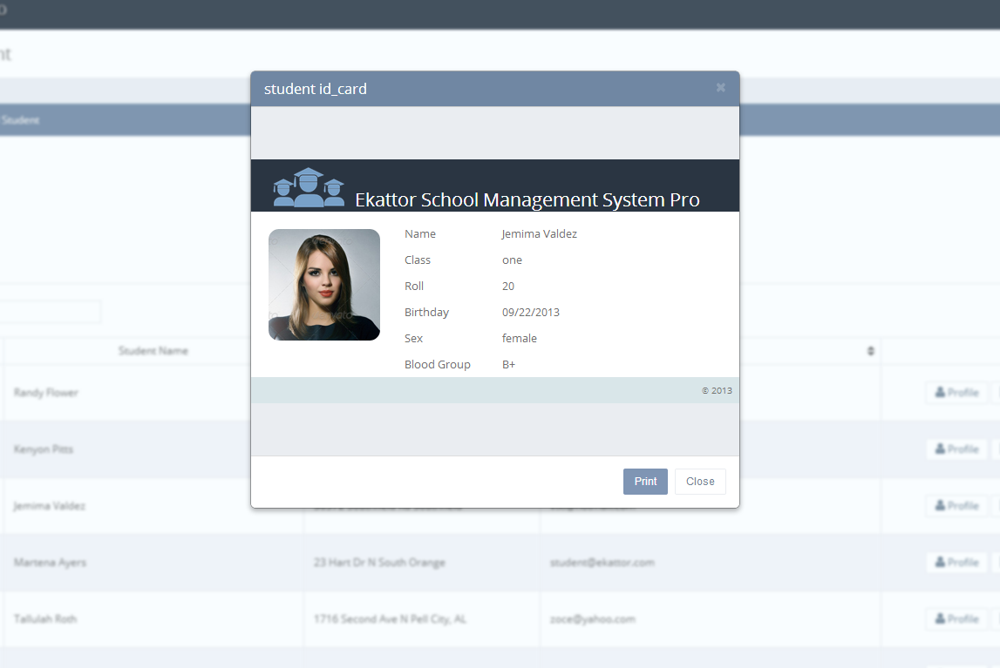 nt
student id_card
Student
Ekattor School Management System Pro
Name Jemima Valdez
Class one
Roll 20
Birthday 09/22/2013
Sex female
Blood Group B+
© 2013
Print Close
Student Name
Randy Flower Profile
Kenyon Pitts Profile
Jemima Valdez Profile
Martena Ayers 23 Hart Dr N South Orange student@ekattor.com Profile
Tallulah Roth 1716 Second Ave N Pell City, AL zoce@yahoo.com Profile